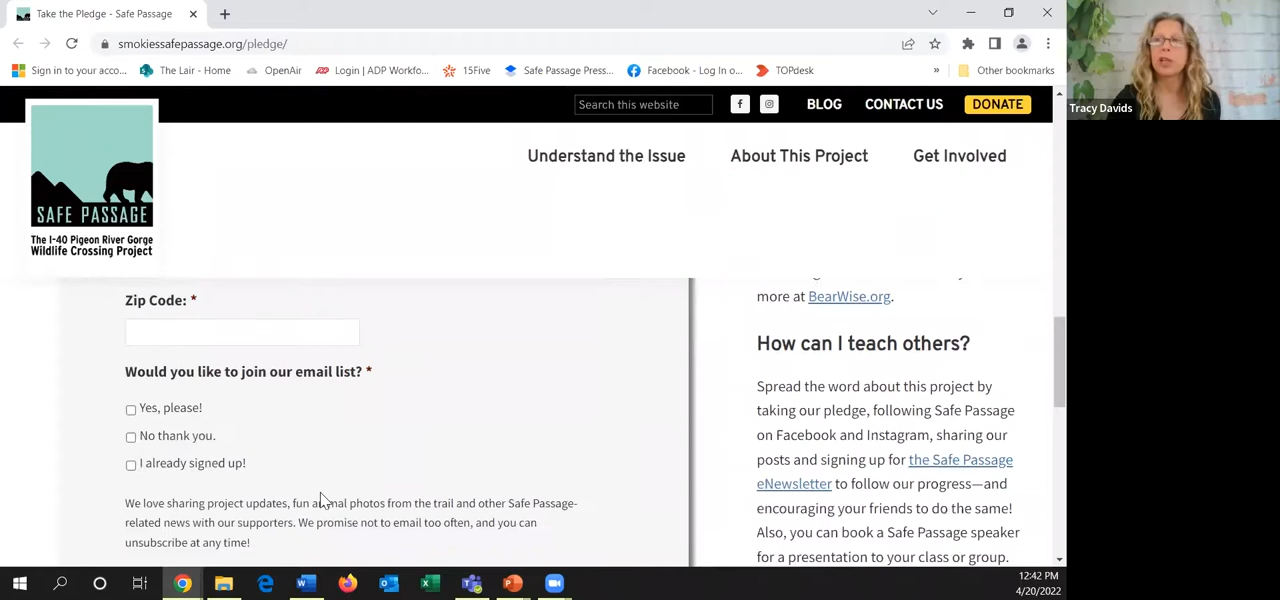 Take the Pledge - Safe Passage
smokiessafepassage.org/pledge/
Sign in to your acco...
The Lair - Home
OpenAir
Login | ADP Workfo...
15Five
Safe Passage Press...
Facebook - Log In o...
TOPdesk
»
Other bookmarks
Tracy Davids
Search this website
BLOG
CONTACT US
DONATE
Understand the Issue
About This Project
Get Involved
SAFE PASSAGE
The I-40 Pigeon River Gorge
Wildlife Crossing Project
Zip Code: *
Would you like to join our email list? *
Yes, please!
No thank you.
I already signed up!
We love sharing project updates, fun animal photos from the trail and other Safe Passage-
related news with our supporters. We promise not to email too often, and you can
unsubscribe at any time!
more at BearWise.org.
How can I teach others?
Spread the word about this project by
taking our pledge, following Safe Passage
on Facebook and Instagram, sharing our
posts and signing up for the Safe Passage
eNewsletter to follow our progress—and
encouraging your friends to do the same!
Also, you can book a Safe Passage speaker
for a presentation to your class or group.
12:42 PM
4/20/2022